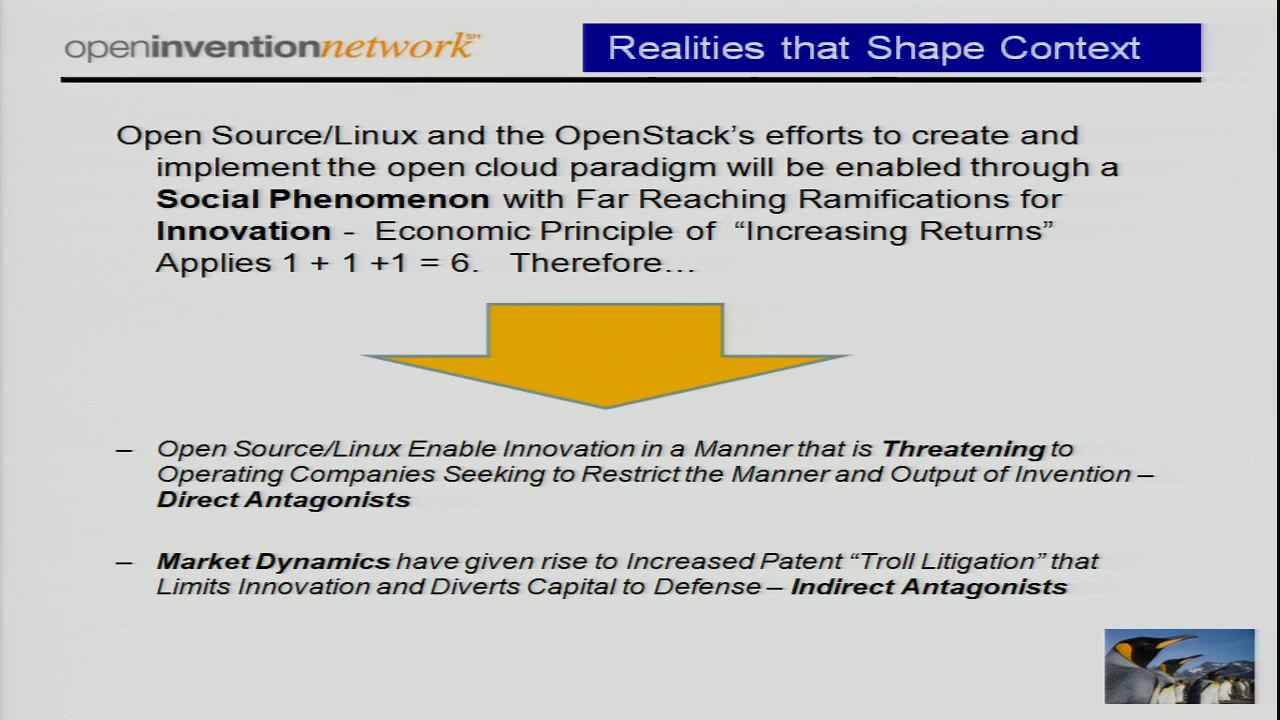 openinventionnetwork℠
Realities that Shape Context
Open Source/Linux and the OpenStack’s efforts to create and
implement the open cloud paradigm will be enabled through a
Social Phenomenon with Far Reaching Ramifications for
Innovation - Economic Principle of “Increasing Returns”
Applies 1 + 1 +1 = 6. Therefore…
– Open Source/Linux Enable Innovation in a Manner that is Threatening to
Operating Companies Seeking to Restrict the Manner and Output of Invention –
Direct Antagonists
– Market Dynamics have given rise to Increased Patent “Troll Litigation” that
Limits Innovation and Diverts Capital to Defense – Indirect Antagonists